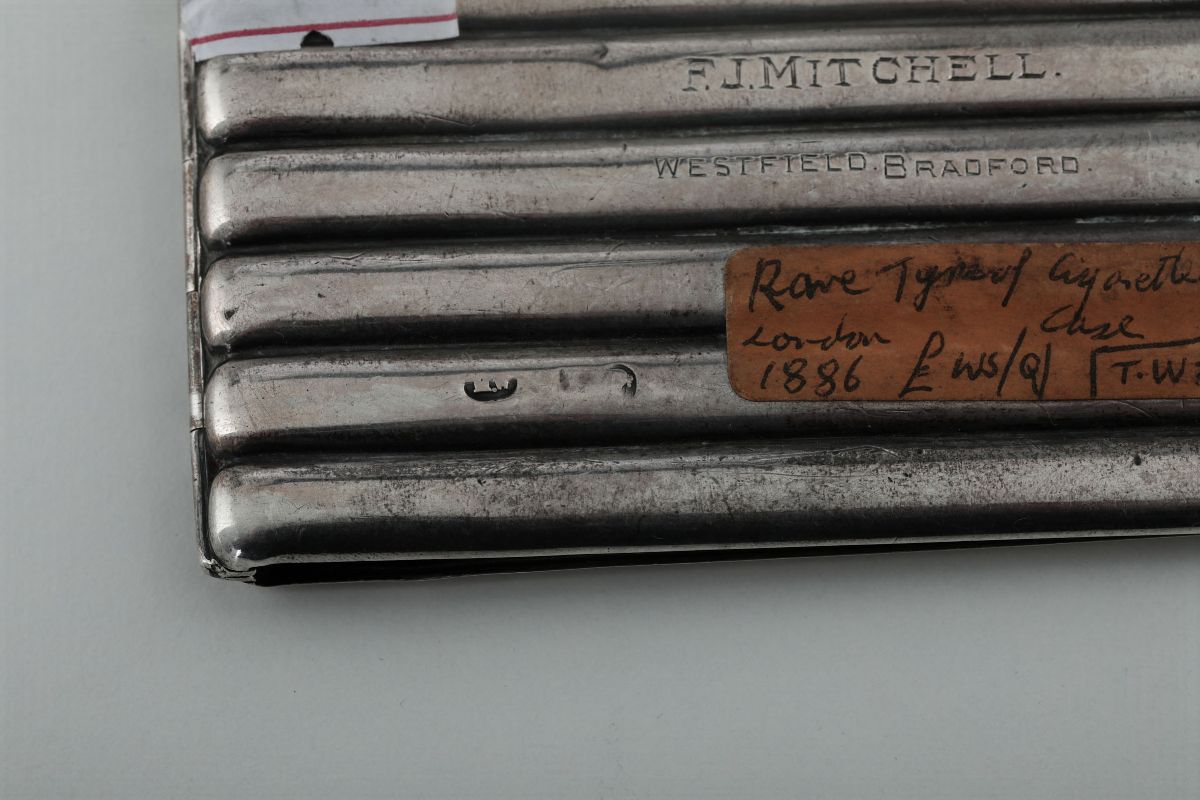 F.J.MITCHELL.
WESTFIELD.BRADFORD.
Rare Type of Cigarette
Case
London
1886 £ WS/Q/ T.W